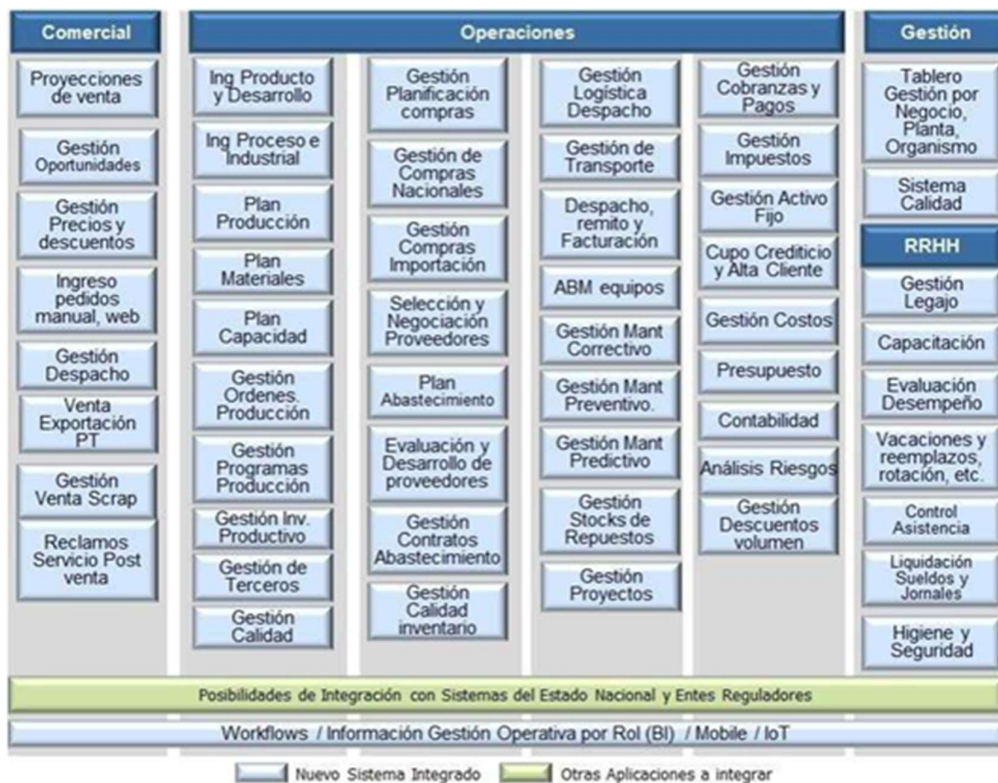 Comercial
Proyecciones
de venta
Gestión
Oportunidades
Gestión
Precios y
descuentos
Ingreso
pedidos
manual, web
Gestión
Despacho
Venta
Exportación
PT
Gestión
Venta Scrap
Reclamos
Servicio Post
venta
Operaciones
Ing Producto
y Desarrollo
Ing Proceso e
Industrial
Plan
Producción
Plan
Materiales
Plan
Capacidad
Gestión
Ordenes.
Producción
Gestión
Programas
Producción
Gestión Inv.
Productivo
Gestión de
Terceros
Gestión
Calidad
Gestión
Planificación
compras
Gestión de
Compras
Nacionales
Gestión
Compras
Importación
Selección y
Negociación
Proveedores
Plan
Abastecimiento
Evaluación y
Desarrollo de
proveedores
Gestión
Contratos
Abastecimiento
Gestión
Calidad
inventario
Gestión
Logística
Despacho
Gestión de
Transporte
Despacho,
remito y
Facturación
ABM equipos
Gestión Mant
Correctivo
Gestión Mant
Preventivo.
Gestión Mant
Predictivo
Gestión
Stocks de
Repuestos
Gestión
Proyectos
Gestión
Cobranzas y
Pagos
Gestión
Impuestos
Gestión Activo
Fijo
Cupo Crediticio
y Alta Cliente
Gestión Costos
Presupuesto
Contabilidad
Análisis Riesgos
Gestión
Descuentos
volumen
Gestión
Tablero
Gestión por
Negocio,
Planta,
Organismo
Sistema
Calidad
RRHH
Gestión
Legajo
Capacitación
Evaluación
Desempeño
Vacaciones y
reemplazos,
rotación, etc.
Control
Asistencia
Liquidación
Sueldos y
Jornales
Higiene y
Seguridad
Posibilidades de Integración con Sistemas del Estado Nacional y Entes Reguladores
Workflows / Información Gestión Operativa por Rol (BI) / Mobile / IoT
Nuevo Sistema Integrado
Otras Aplicaciones a integrar